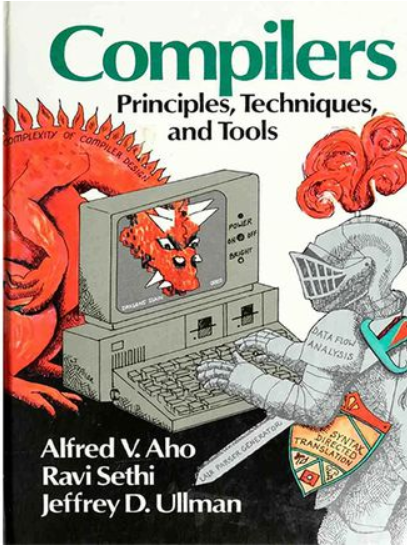 Compilers
Principles, Techniques,
and Tools
COMPLEXITY OF COMPILER DESIGN
POWER
ON OFF
BRIGHT
DATA FLOW
ANALYSIS
SYNTAX
DIRECTED
TRANSLATION
LALR PARSER GENERATOR
Alfred V. Aho
Ravi Sethi
Jeffrey D. Ullman